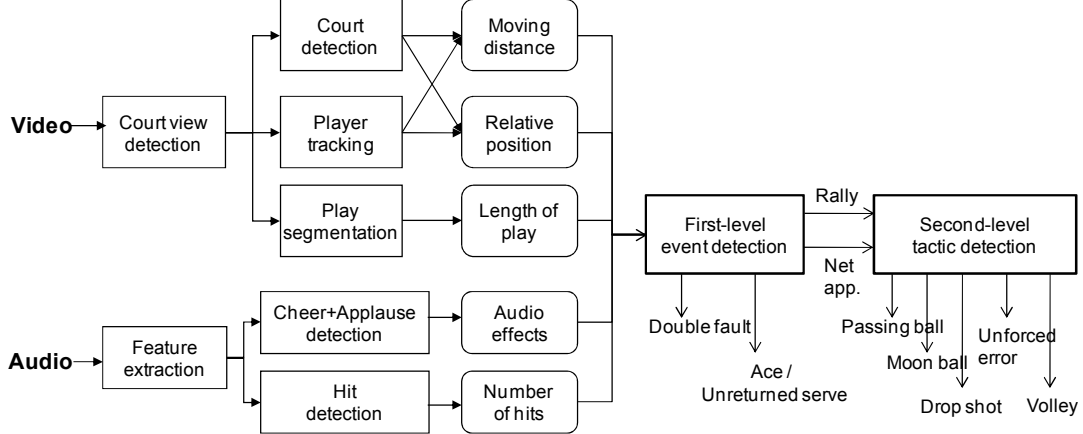 Video
Court view
detection
Court
detection
Player
tracking
Play
segmentation
Moving
distance
Relative
position
Length of
play
Audio
Feature
extraction
Cheer+Applause
detection
Hit
detection
Audio
effects
Number
of hits
First-level
event detection
Rally
Net
app.
Second-level
tactic detection
Double fault
Ace /
Unreturned serve
Passing ball
Moon ball
Drop shot
Unforced
error
Volley